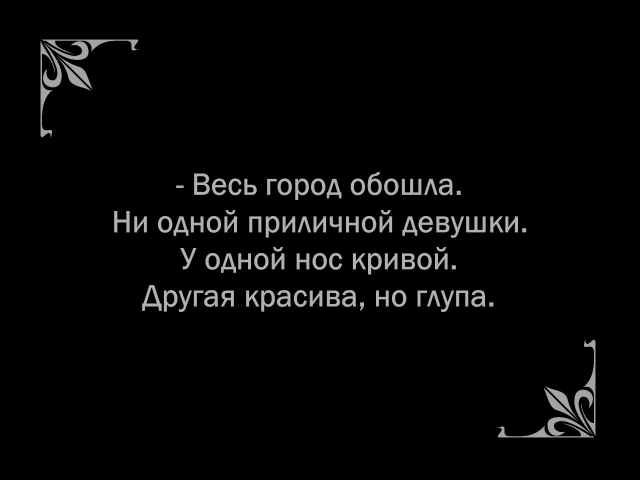 - Весь город обошла.
Ни одной приличной девушки.
У одной нос кривой.
Другая красива, но глупа.